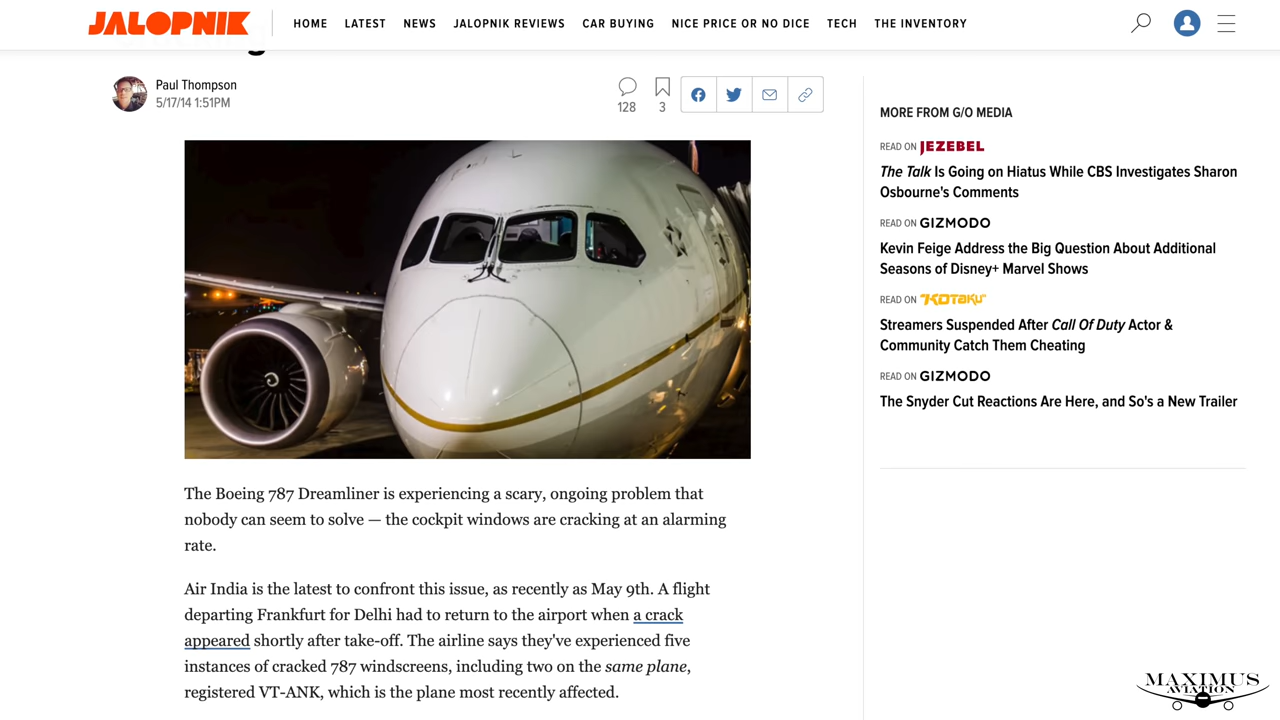 JALOPNIK
HOME LATEST NEWS JALOPNIK REVIEWS CAR BUYING NICE PRICE OR NO DICE TECH THE INVENTORY
Paul Thompson
5/17/14 1:51PM
128
3
The Boeing 787 Dreamliner is experiencing a scary, ongoing problem that
nobody can seem to solve — the cockpit windows are cracking at an alarming
rate.
Air India is the latest to confront this issue, as recently as May 9th. A flight
departing Frankfurt for Delhi had to return to the airport when a crack
appeared shortly after take-off. The airline says they've experienced five
instances of cracked 787 windscreens, including two on the same plane,
registered VT-ANK, which is the plane most recently affected.
MORE FROM G/O MEDIA
READ ON JEZEBEL
The Talk Is Going on Hiatus While CBS Investigates Sharon
Osbourne's Comments
READ ON GIZMODO
Kevin Feige Address the Big Question About Additional
Seasons of Disney+ Marvel Shows
READ ON KOTAKU
Streamers Suspended After Call Of Duty Actor &
Community Catch Them Cheating
READ ON GIZMODO
The Snyder Cut Reactions Are Here, and So's a New Trailer
MAXIMUS
AVIATION